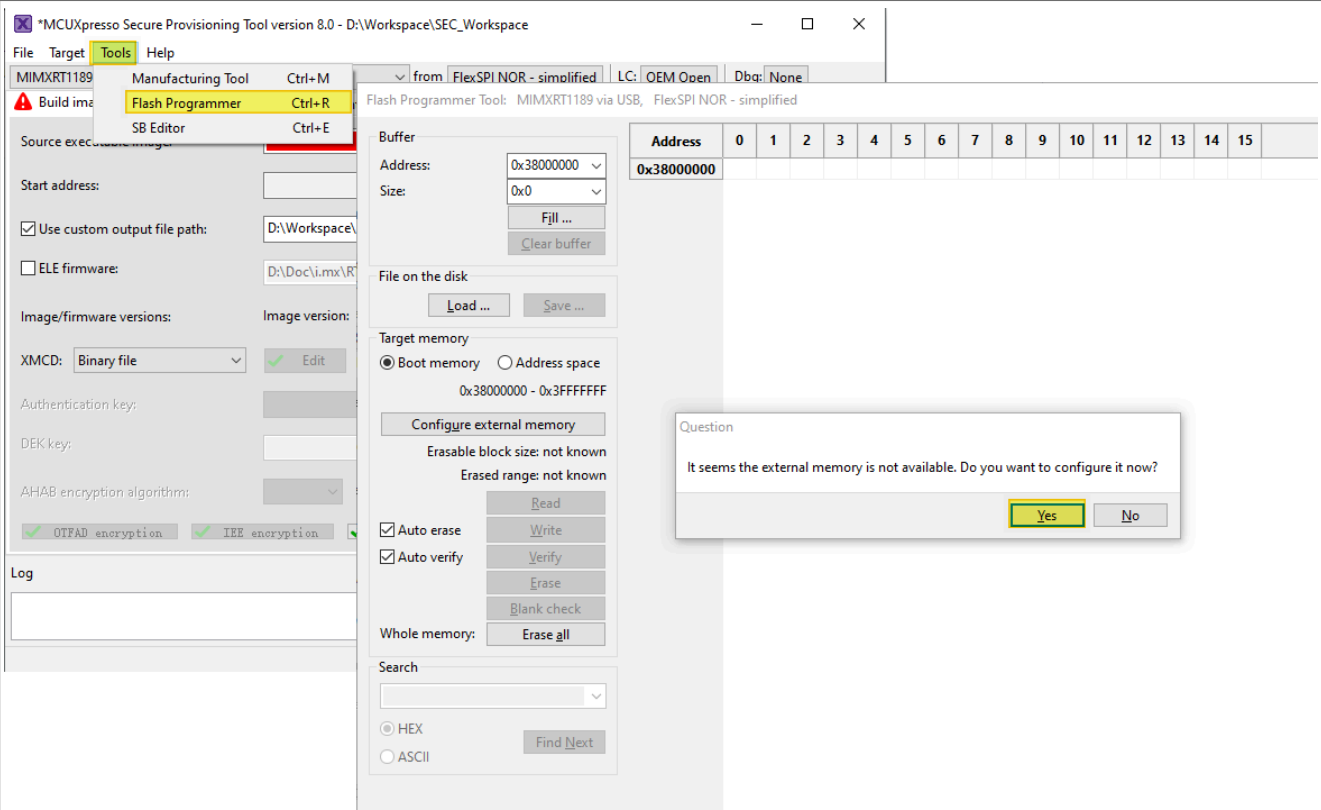 *MCUXpresso Secure Provisioning Tool version 8.0 - D:\Workspace\SEC_Workspace
File Target Tools Help
MIMXRT1189 from FlexSPI NOR - simplified LC: OEM Open Dbg: None
Manufacturing Tool Ctrl+M
Flash Programmer Ctrl+R
SB Editor Ctrl+E
Build ima
Source executable image:
Start address:
Use custom output file path: D:\Workspace\
ELE firmware: D:\Doc\i.mx\RT
Image/firmware versions: Image version:
XMCD: Binary file Edit
Authentication key:
DEK key:
AHAB encryption algorithm:
OTFAD encryption IEE encryption
Log
Flash Programmer Tool: MIMXRT1189 via USB, FlexSPI NOR - simplified
Buffer
Address: 0x38000000
Size: 0x0
Fill ...
Clear buffer
File on the disk
Load ... Save ...
Target memory
Boot memory Address space
0x38000000 - 0x3FFFFFFF
Configure external memory
Erasable block size: not known
Erased range: not known
Read
Auto erase Write
Auto verify Verify
Erase
Blank check
Whole memory: Erase all
Search
HEX
Find Next
ASCII
Address 0 1 2 3 4 5 6 7 8 9 10 11 12 13 14 15
0x38000000
Question
It seems the external memory is not available. Do you want to configure it now?
Yes No